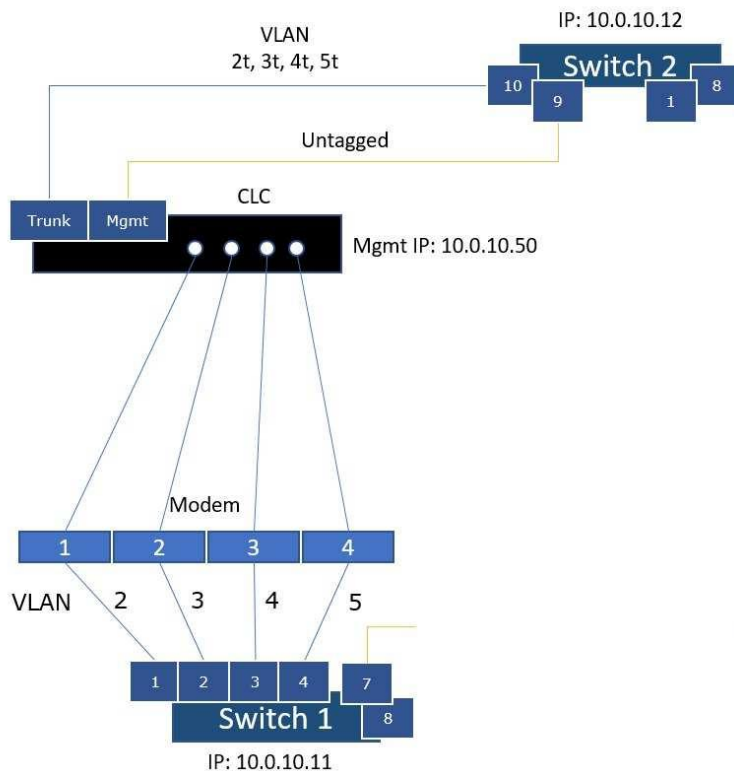 IP: 10.0.10.12
VLAN
2t, 3t, 4t, 5t
Switch 2
10
9
1
8
Untagged
CLC
Trunk
Mgmt
Mgmt IP: 10.0.10.50
Modem
1
2
3
4
VLAN
2
3
4
5
1
2
3
4
7
8
Switch 1
IP: 10.0.10.11